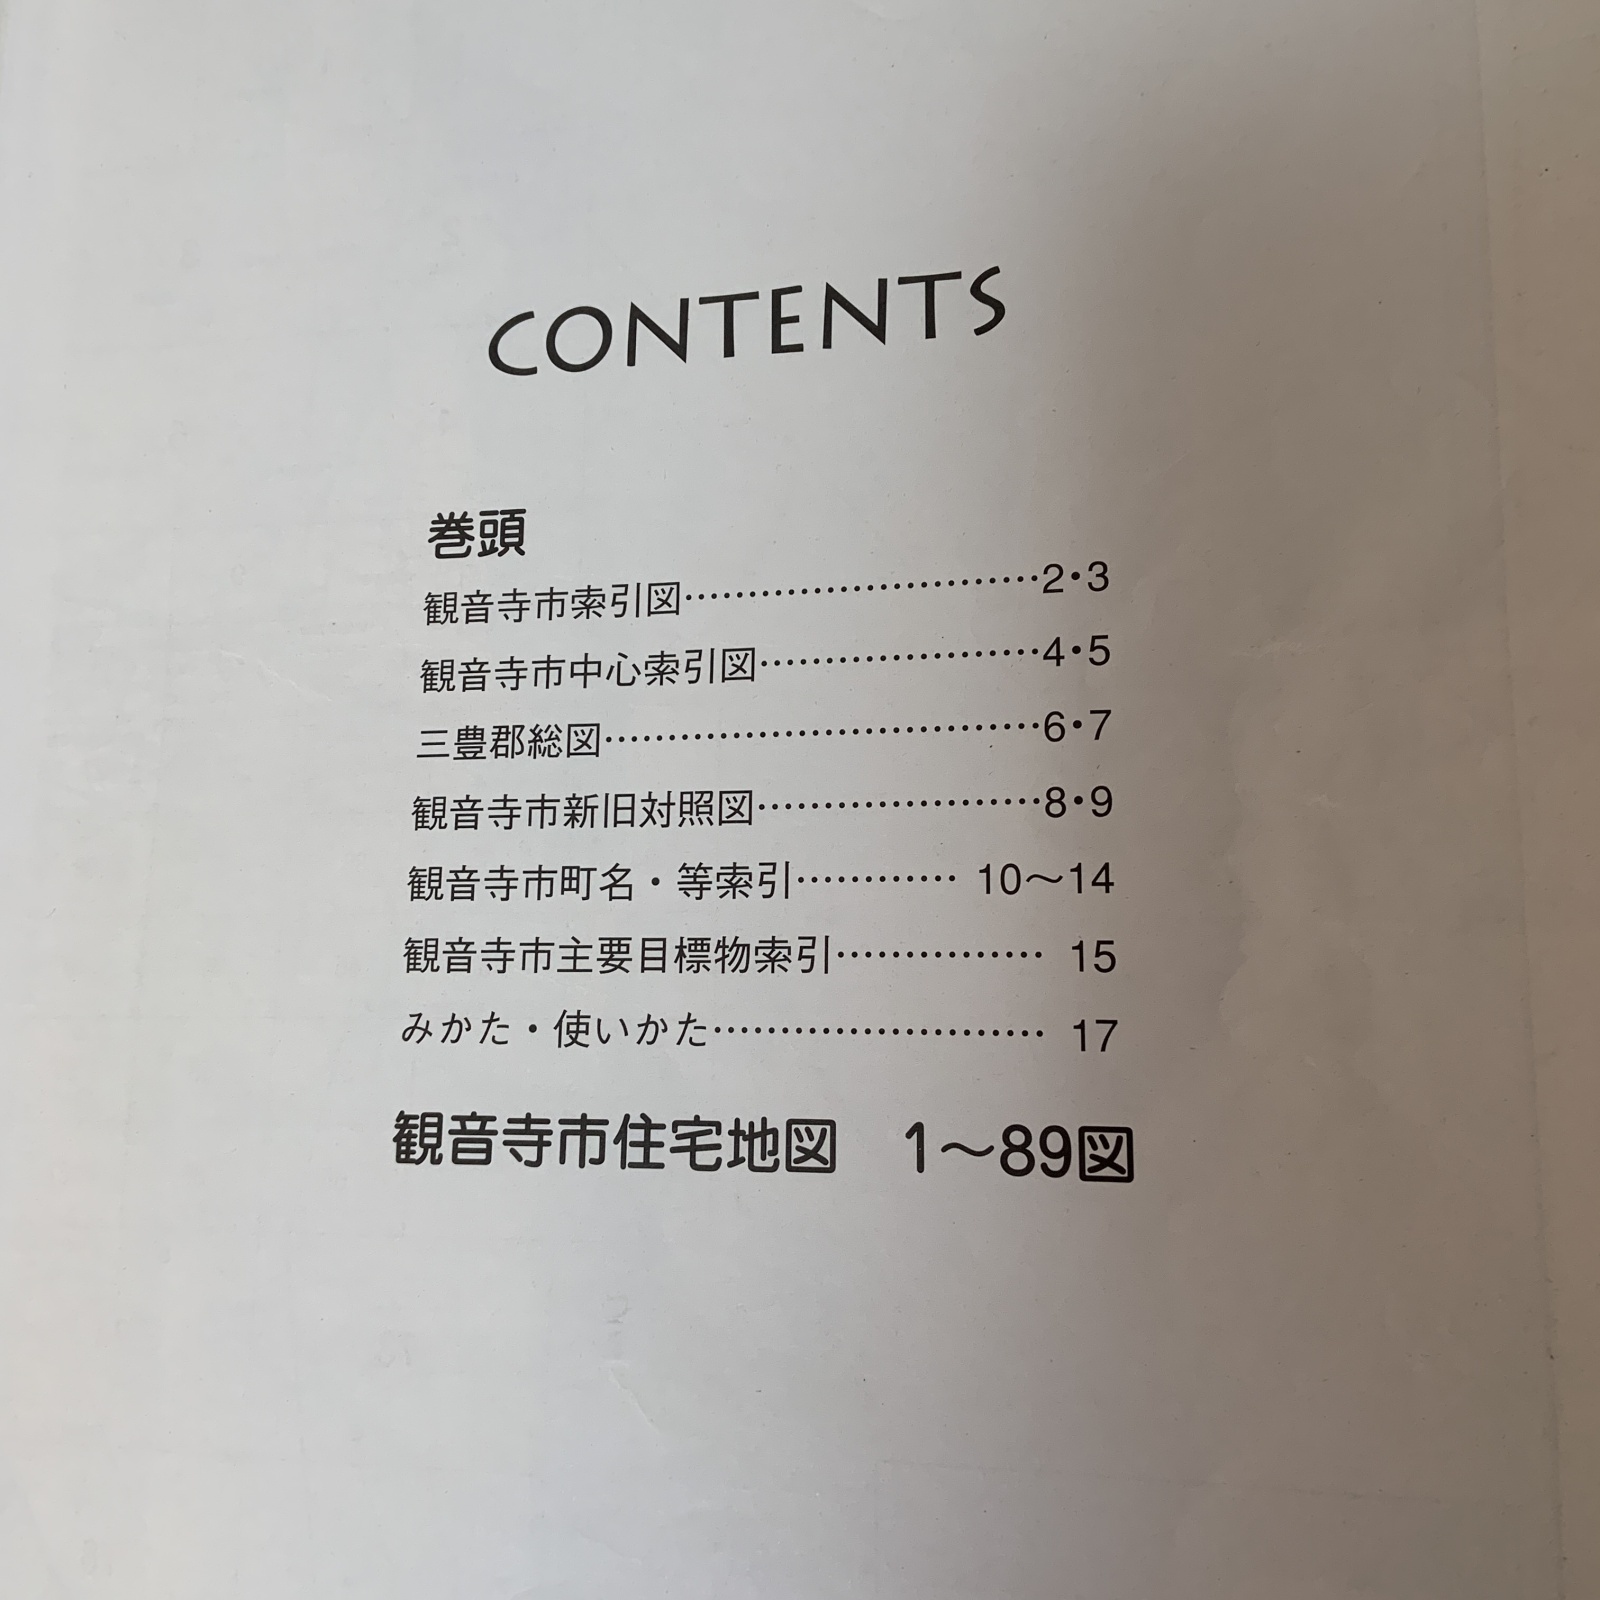 CONTENTS
巻頭
観音寺市索引図…………………………2・3
観音寺市中心索引図……………………4・5
三豊郡総図………………………………6・7
観音寺市新旧対照図……………………8・9
観音寺市町名・等索引………… 10～14
観音寺市主要目標物索引…………… 15
みかた・使いかた…………………… 17
観音寺市住宅地図 1～89図